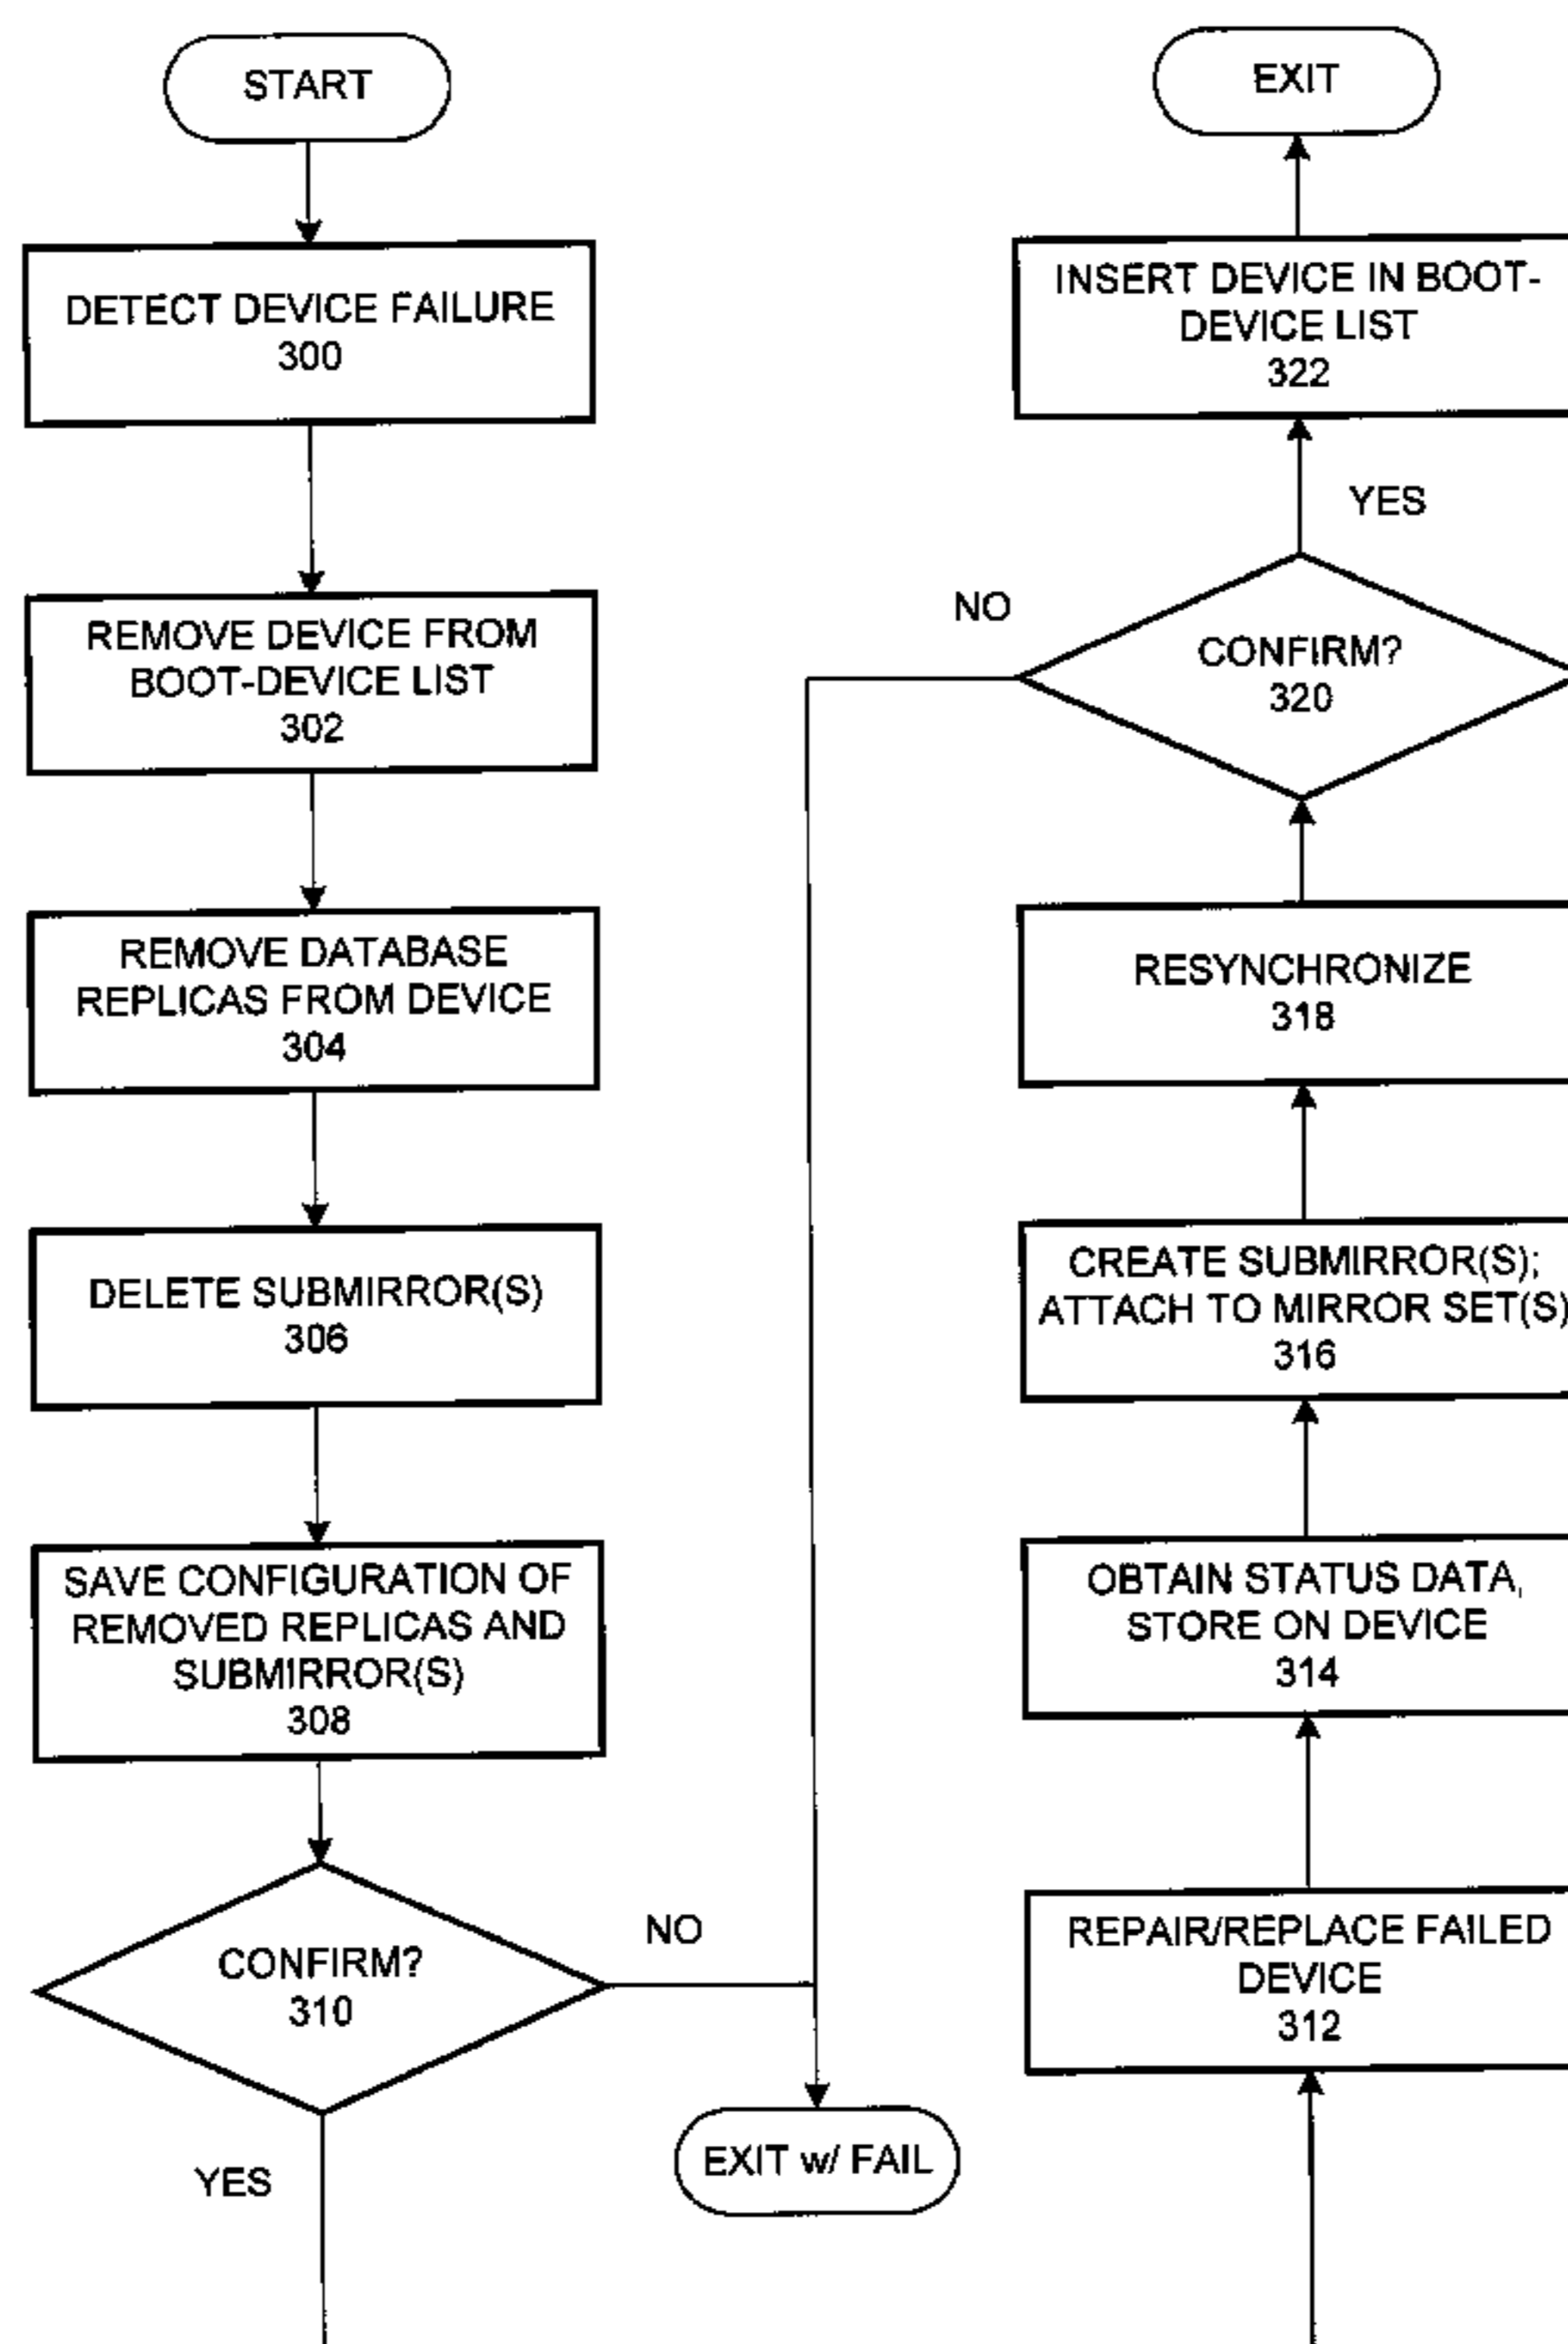 START
DETECT DEVICE FAILURE
300
REMOVE DEVICE FROM
BOOT-DEVICE LIST
302
REMOVE DATABASE
REPLICAS FROM DEVICE
304
DELETE SUBMIRROR(S)
306
SAVE CONFIGURATION OF
REMOVED REPLICAS AND
SUBMIRROR(S)
308
CONFIRM?
310
NO
YES
EXIT w/ FAIL
REPAIR/REPLACE FAILED
DEVICE
312
OBTAIN STATUS DATA,
STORE ON DEVICE
314
CREATE SUBMIRROR(S);
ATTACH TO MIRROR SET(S)
316
RESYNCHRONIZE
318
CONFIRM?
320
NO
YES
INSERT DEVICE IN BOOT-
DEVICE LIST
322
EXIT